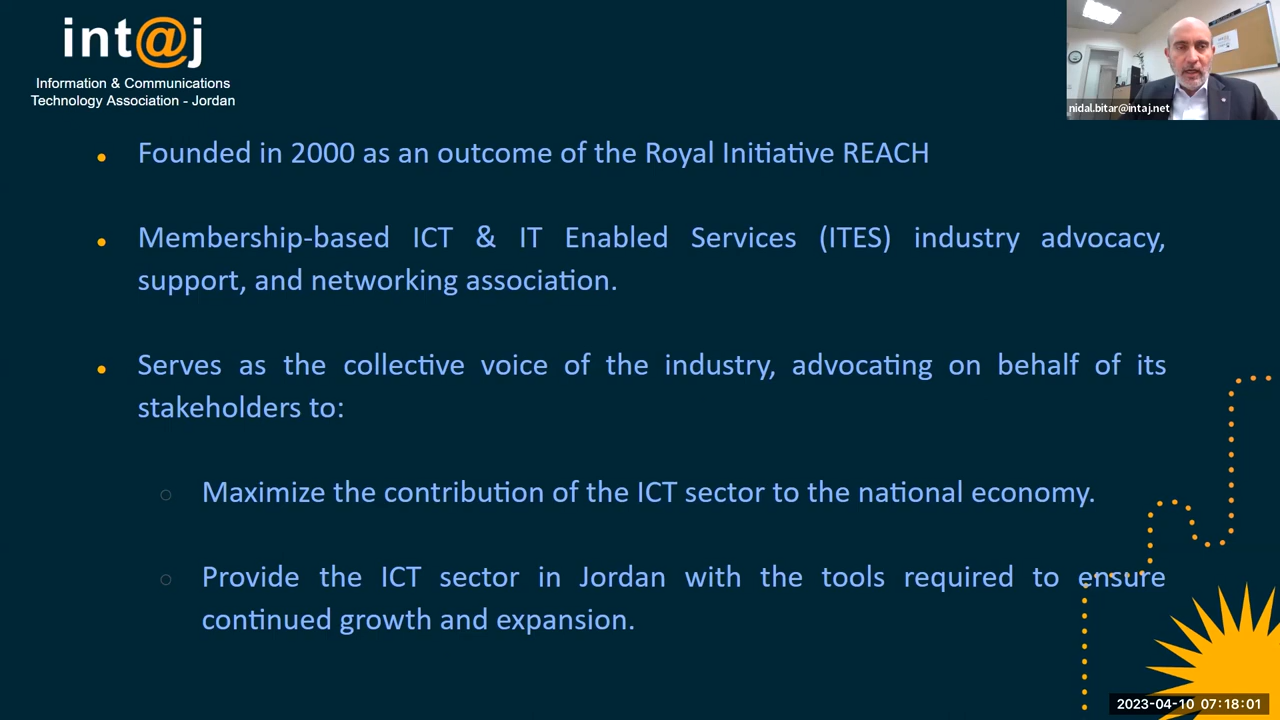 int@j
Information & Communications
Technology Association - Jordan
nidal.bitar@intaj.net
Founded in 2000 as an outcome of the Royal Initiative REACH
Membership-based ICT & IT Enabled Services (ITES) industry advocacy,
support, and networking association.
Serves as the collective voice of the industry, advocating on behalf of its
stakeholders to:
Maximize the contribution of the ICT sector to the national economy.
Provide the ICT sector in Jordan with the tools required to ensure
continued growth and expansion.
2023-04-10 07:18:01